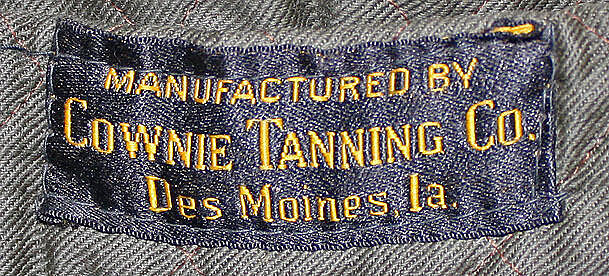 MANUFACTURED BY
COWNIE TANNING CO.
Des Moines, Ia.